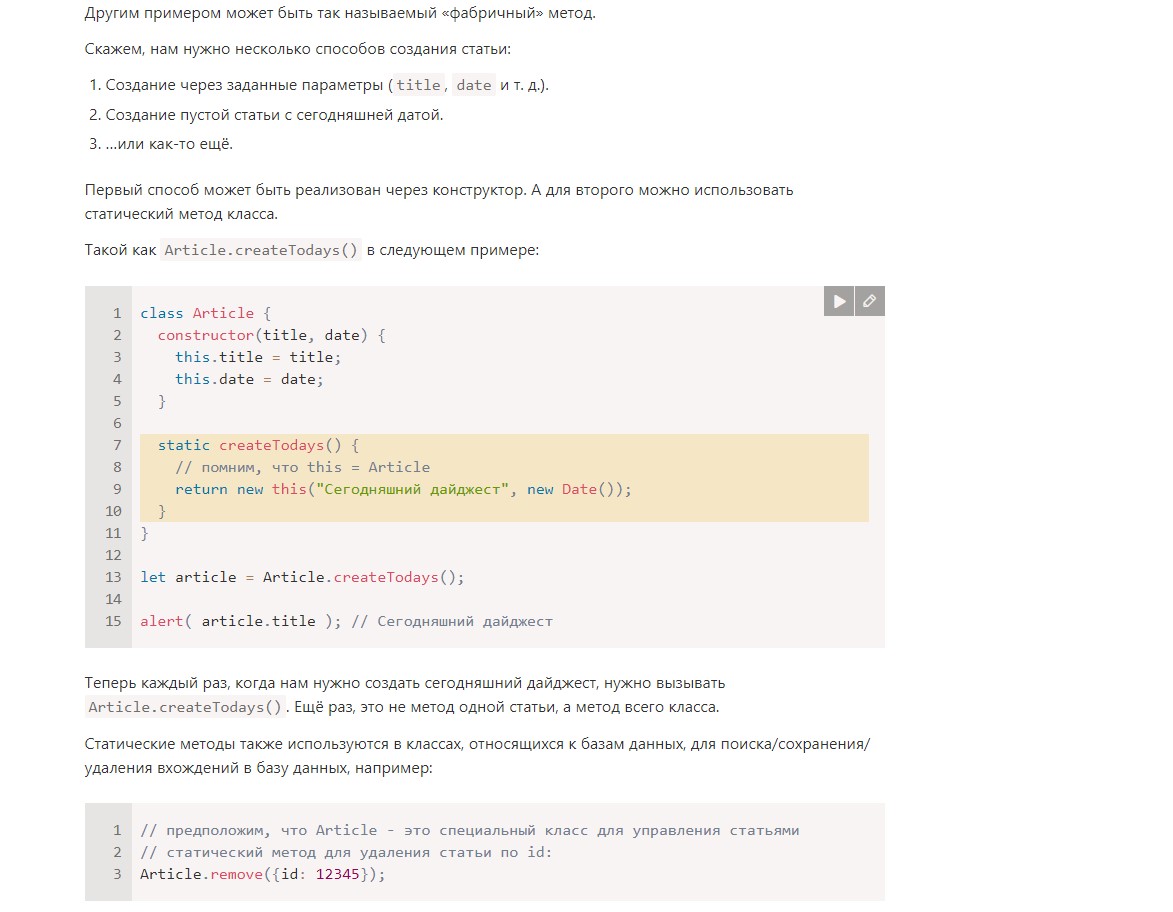 Другим примером может быть так называемый «фабричный» метод.
Скажем, нам нужно несколько способов создания статьи:
1. Создание через заданные параметры (title, date и т. д.).
2. Создание пустой статьи с сегодняшней датой.
3. …или как-то ещё.
Первый способ может быть реализован через конструктор. А для второго можно использовать
статический метод класса.
Такой как Article.createTodays() в следующем примере:
1 class Article {
2   constructor(title, date) {
3     this.title = title;
4     this.date = date;
5   }
6
7   static createTodays() {
8     // помним, что this = Article
9     return new this("Сегодняшний дайджест", new Date());
10   }
11 }
12
13 let article = Article.createTodays();
14
15 alert( article.title ); // Сегодняшний дайджест
Теперь каждый раз, когда нам нужно создать сегодняшний дайджест, нужно вызывать
Article.createTodays(). Ещё раз, это не метод одной статьи, а метод всего класса.
Статические методы также используются в классах, относящихся к базам данных, для поиска/сохранения/
удаления вхождений в базу данных, например:
1 // предположим, что Article - это специальный класс для управления статьями
2 // статический метод для удаления статьи по id:
3 Article.remove({id: 12345});